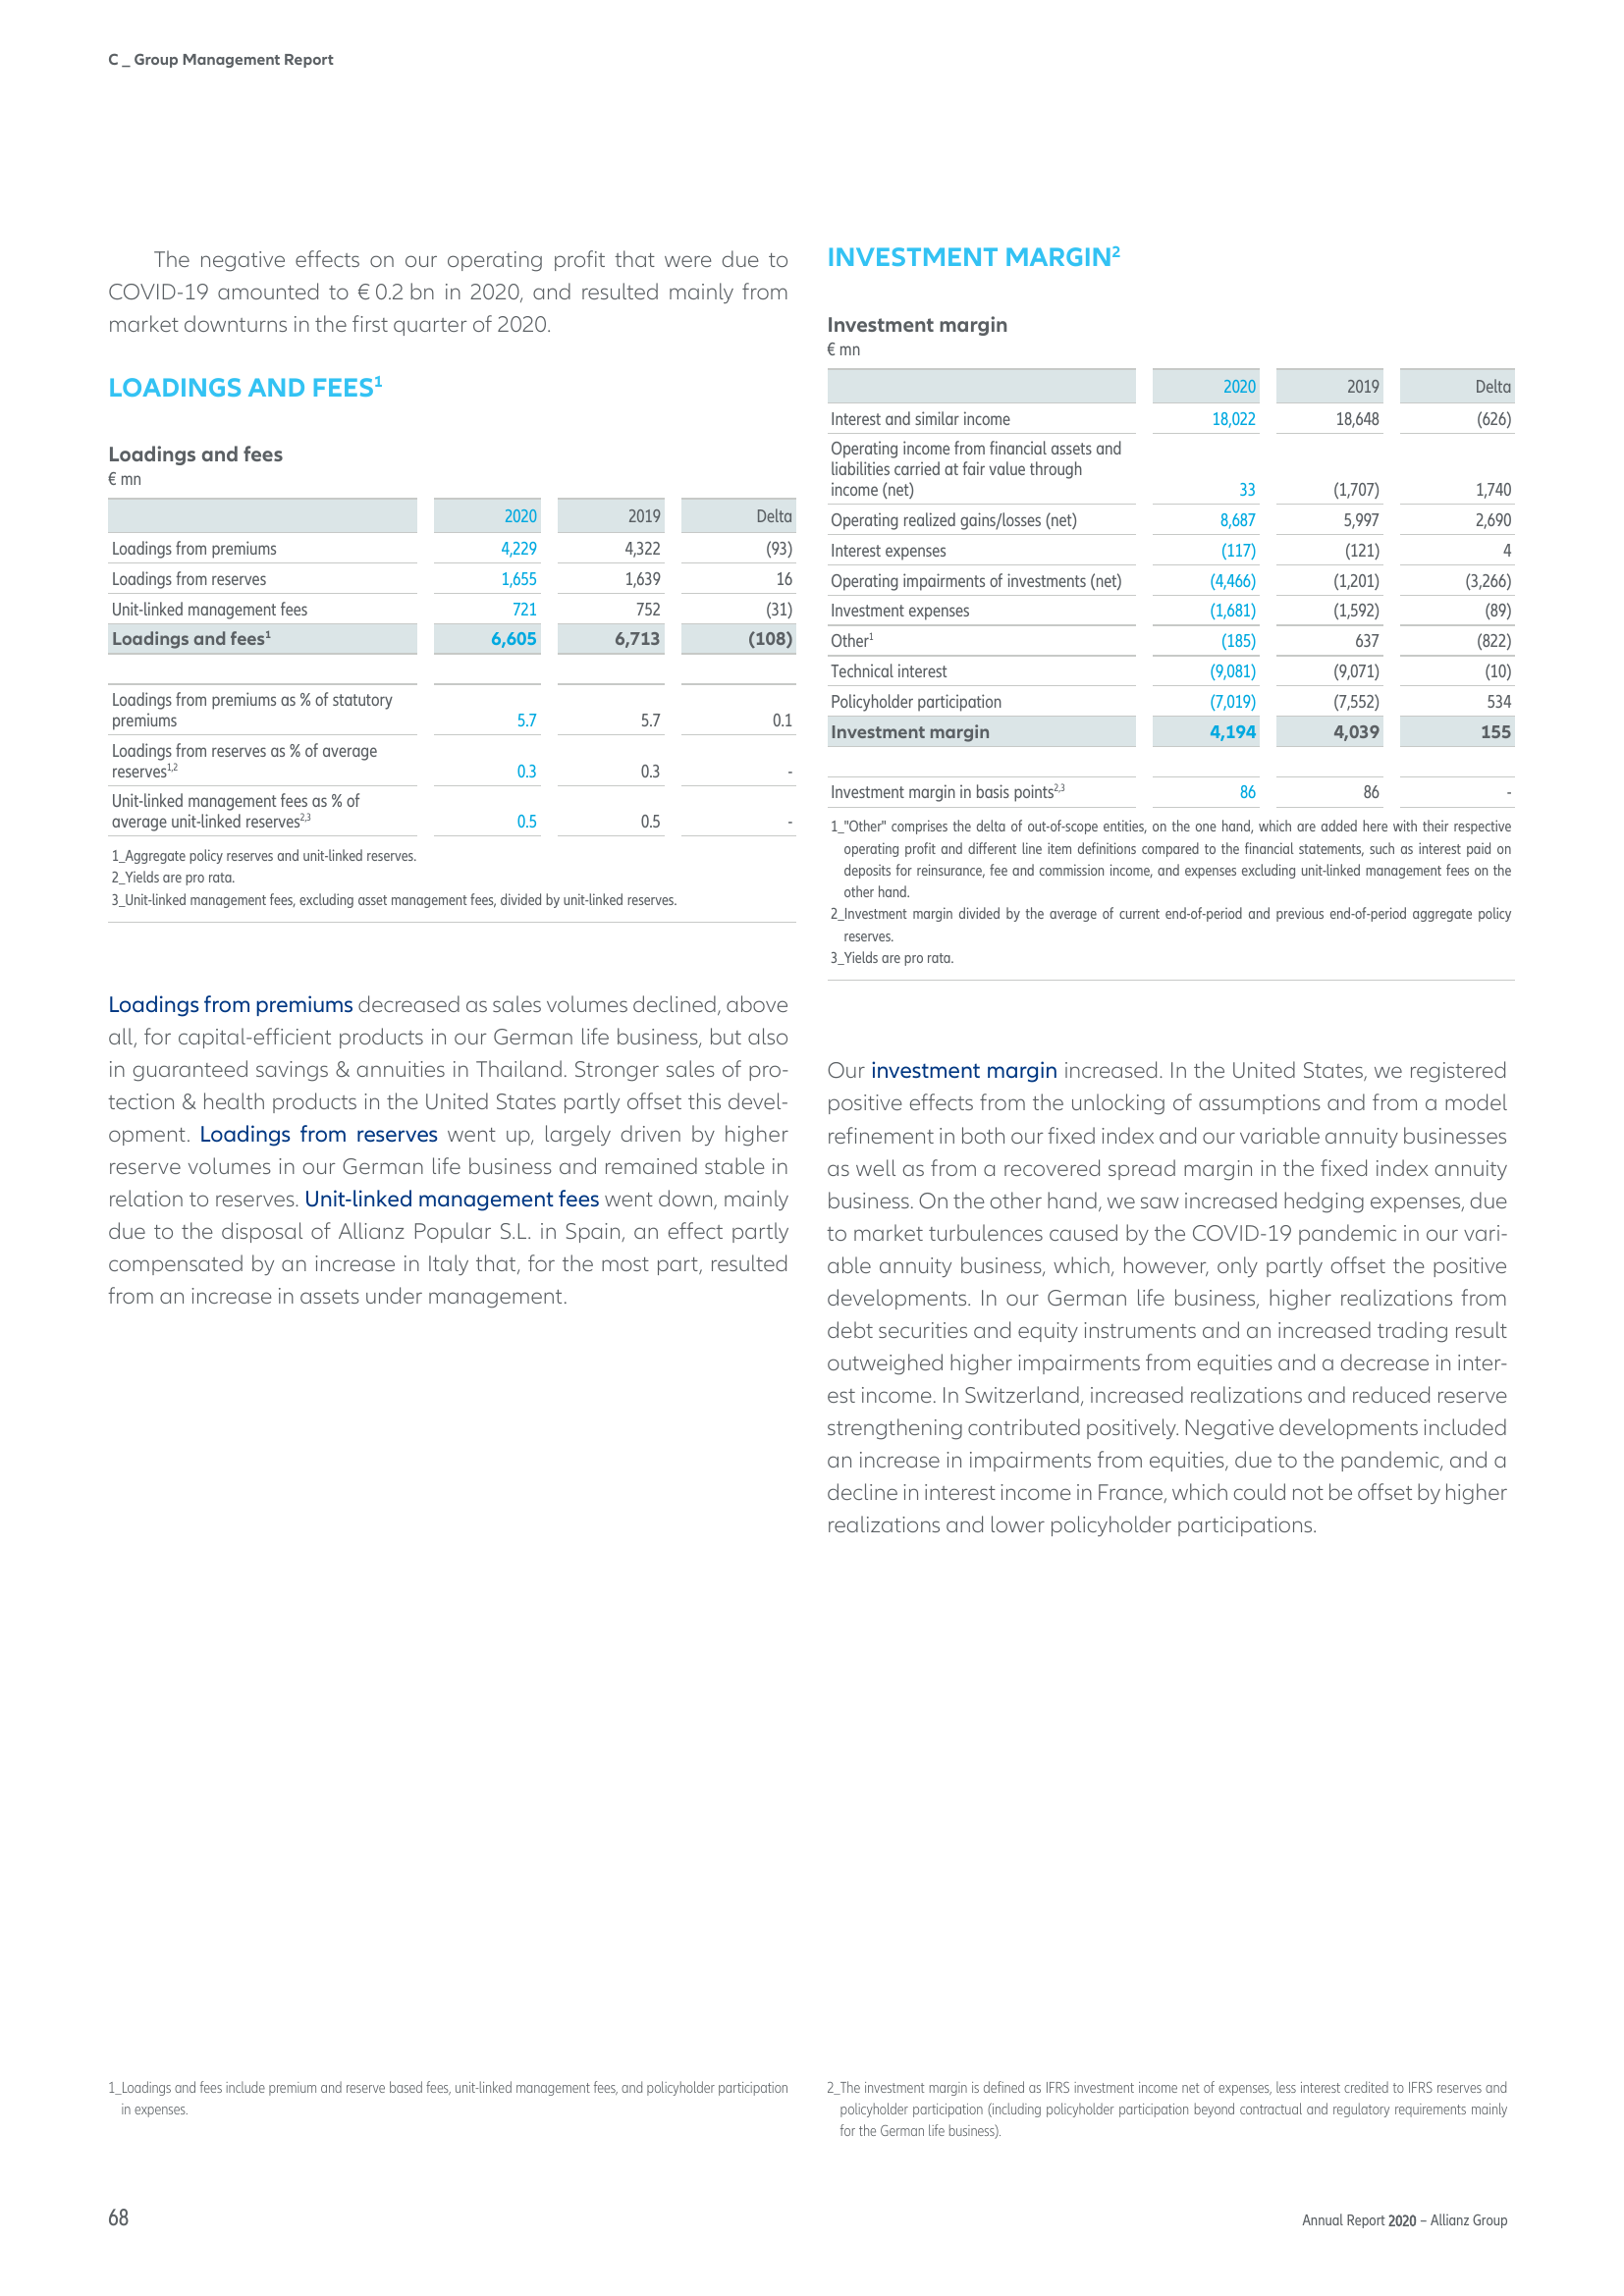 C _ Group Management Report
The negative effects on our operating profit that were due to
COVID-19 amounted to € 0.2 bn in 2020, and resulted mainly from
market downturns in the first quarter of 2020.
LOADINGS AND FEES1
Loadings and fees
€ mn
2020 2019 Delta
Loadings from premiums 4,229 4,322 (93)
Loadings from reserves 1,655 1,639 16
Unit-linked management fees 721 752 (31)
Loadings and fees1 6,605 6,713 (108)
Loadings from premiums as % of statutory
premiums 5.7 5.7 0.1
Loadings from reserves as % of average
reserves1,2 0.3 0.3 -
Unit-linked management fees as % of
average unit-linked reserves2,3 0.5 0.5 -
1_Aggregate policy reserves and unit-linked reserves.
2_Yields are pro rata.
3_Unit-linked management fees, excluding asset management fees, divided by unit-linked reserves.
Loadings from premiums decreased as sales volumes declined, above
all, for capital-efficient products in our German life business, but also
in guaranteed savings & annuities in Thailand. Stronger sales of pro-
tection & health products in the United States partly offset this devel-
opment. Loadings from reserves went up, largely driven by higher
reserve volumes in our German life business and remained stable in
relation to reserves. Unit-linked management fees went down, mainly
due to the disposal of Allianz Popular S.L. in Spain, an effect partly
compensated by an increase in Italy that, for the most part, resulted
from an increase in assets under management.
INVESTMENT MARGIN2
Investment margin
€ mn
2020 2019 Delta
Interest and similar income 18,022 18,648 (626)
Operating income from financial assets and
liabilities carried at fair value through
income (net) 33 (1,707) 1,740
Operating realized gains/losses (net) 8,687 5,997 2,690
Interest expenses (117) (121) 4
Operating impairments of investments (net) (4,466) (1,201) (3,266)
Investment expenses (1,681) (1,592) (89)
Other1 (185) 637 (822)
Technical interest (9,081) (9,071) (10)
Policyholder participation (7,019) (7,552) 534
Investment margin 4,194 4,039 155
Investment margin in basis points2,3 86 86 -
1_"Other" comprises the delta of out-of-scope entities, on the one hand, which are added here with their respective
operating profit and different line item definitions compared to the financial statements, such as interest paid on
deposits for reinsurance, fee and commission income, and expenses excluding unit-linked management fees on the
other hand.
2_Investment margin divided by the average of current end-of-period and previous end-of-period aggregate policy
reserves.
3_Yields are pro rata.
Our investment margin increased. In the United States, we registered
positive effects from the unlocking of assumptions and from a model
refinement in both our fixed index and our variable annuity businesses
as well as from a recovered spread margin in the fixed index annuity
business. On the other hand, we saw increased hedging expenses, due
to market turbulences caused by the COVID-19 pandemic in our vari-
able annuity business, which, however, only partly offset the positive
developments. In our German life business, higher realizations from
debt securities and equity instruments and an increased trading result
outweighed higher impairments from equities and a decrease in inter-
est income. In Switzerland, increased realizations and reduced reserve
strengthening contributed positively. Negative developments included
an increase in impairments from equities, due to the pandemic, and a
decline in interest income in France, which could not be offset by higher
realizations and lower policyholder participations.
1_Loadings and fees include premium and reserve based fees, unit-linked management fees, and policyholder participation
in expenses.
2_The investment margin is defined as IFRS investment income net of expenses, less interest credited to IFRS reserves and
policyholder participation (including policyholder participation beyond contractual and regulatory requirements mainly
for the German life business).
68
Annual Report 2020 – Allianz Group